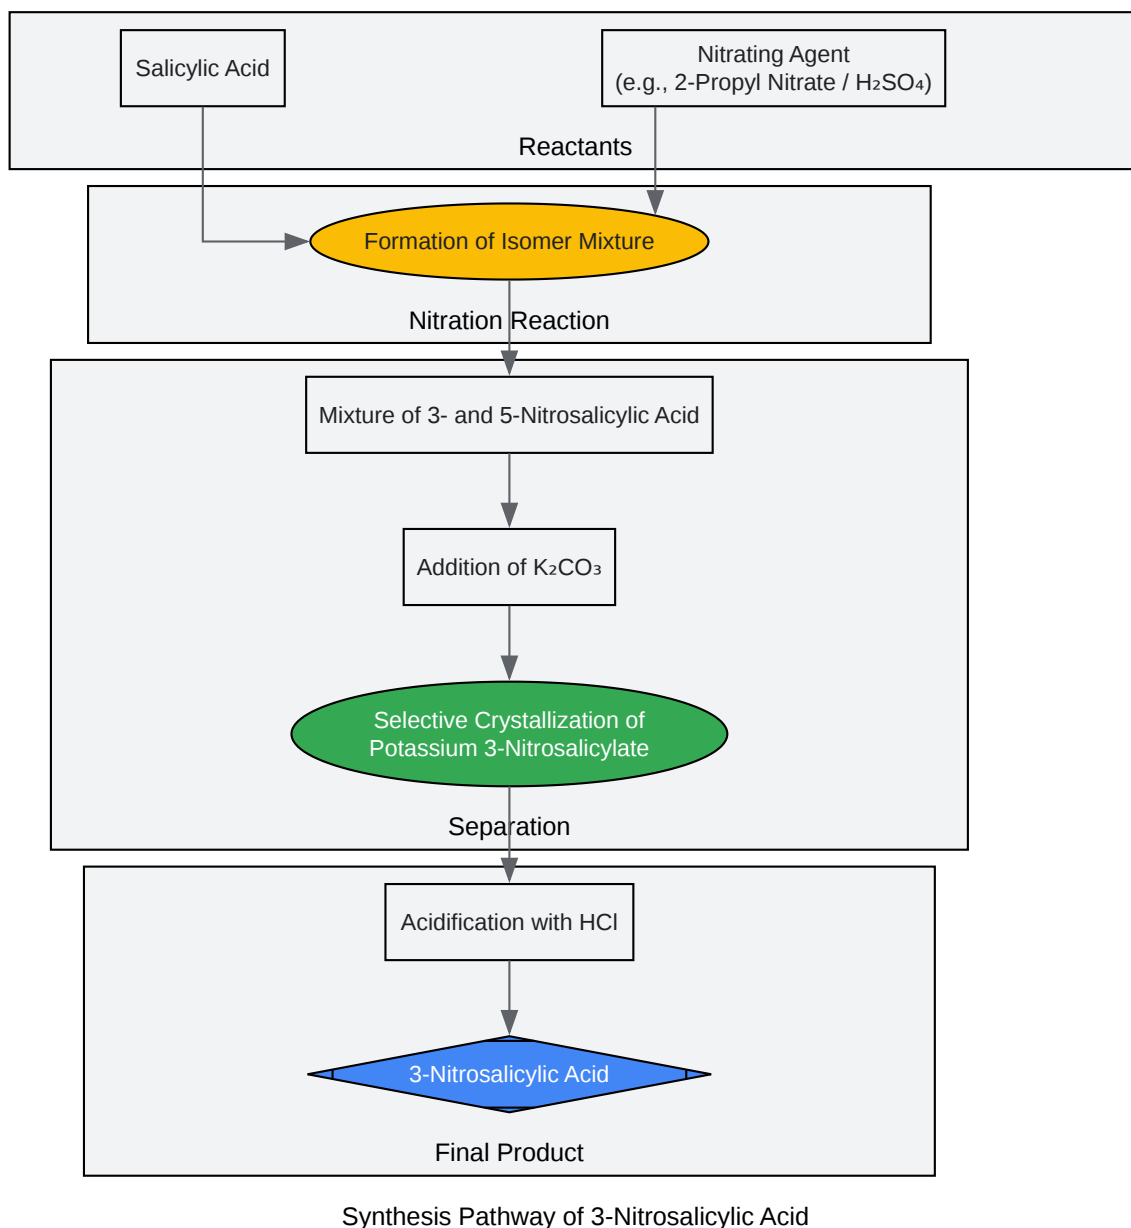 Salicylic Acid
Nitrating Agent
(e.g., 2-Propyl Nitrate / H₂SO₄)
Reactants
Formation of Isomer Mixture
Nitration Reaction
Mixture of 3- and 5-Nitrosalicylic Acid
Addition of K₂CO₃
Selective Crystallization of
Potassium 3-Nitrosalicylate
Separation
Acidification with HCl
3-Nitrosalicylic Acid
Final Product
Synthesis Pathway of 3-Nitrosalicylic Acid